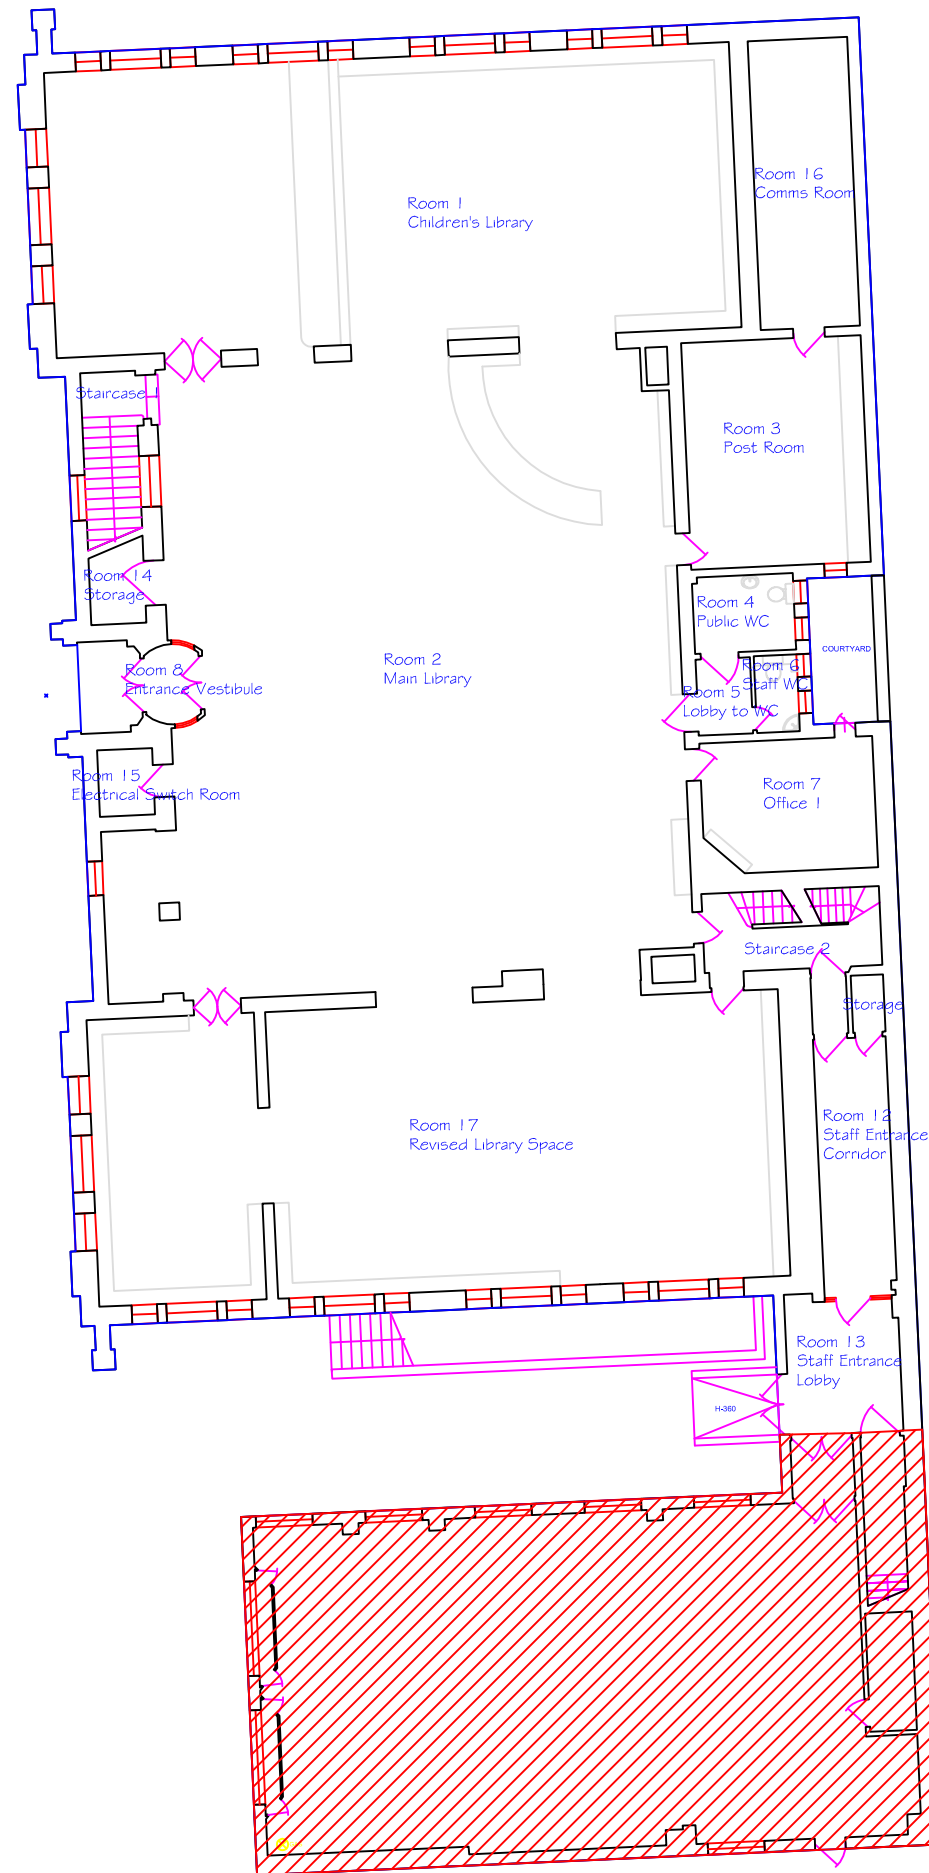 Room 16
Comms Room
Room 1
Children's Library
Staircase 1
Room 3
Post Room
Room 14
Storage
Room 4
Public WC
Room 2
Main Library
COURTYARD
Room 6
Staff WC
Room 8
Entrance Vestibule
Room 5
Lobby to WC
Room 15
Electrical Switch Room
Room 7
Office 1
Staircase 2
Storage
Room 17
Revised Library Space
Room 12
Staff Entrance
Corridor
Room 13
Staff Entrance
Lobby
H-360